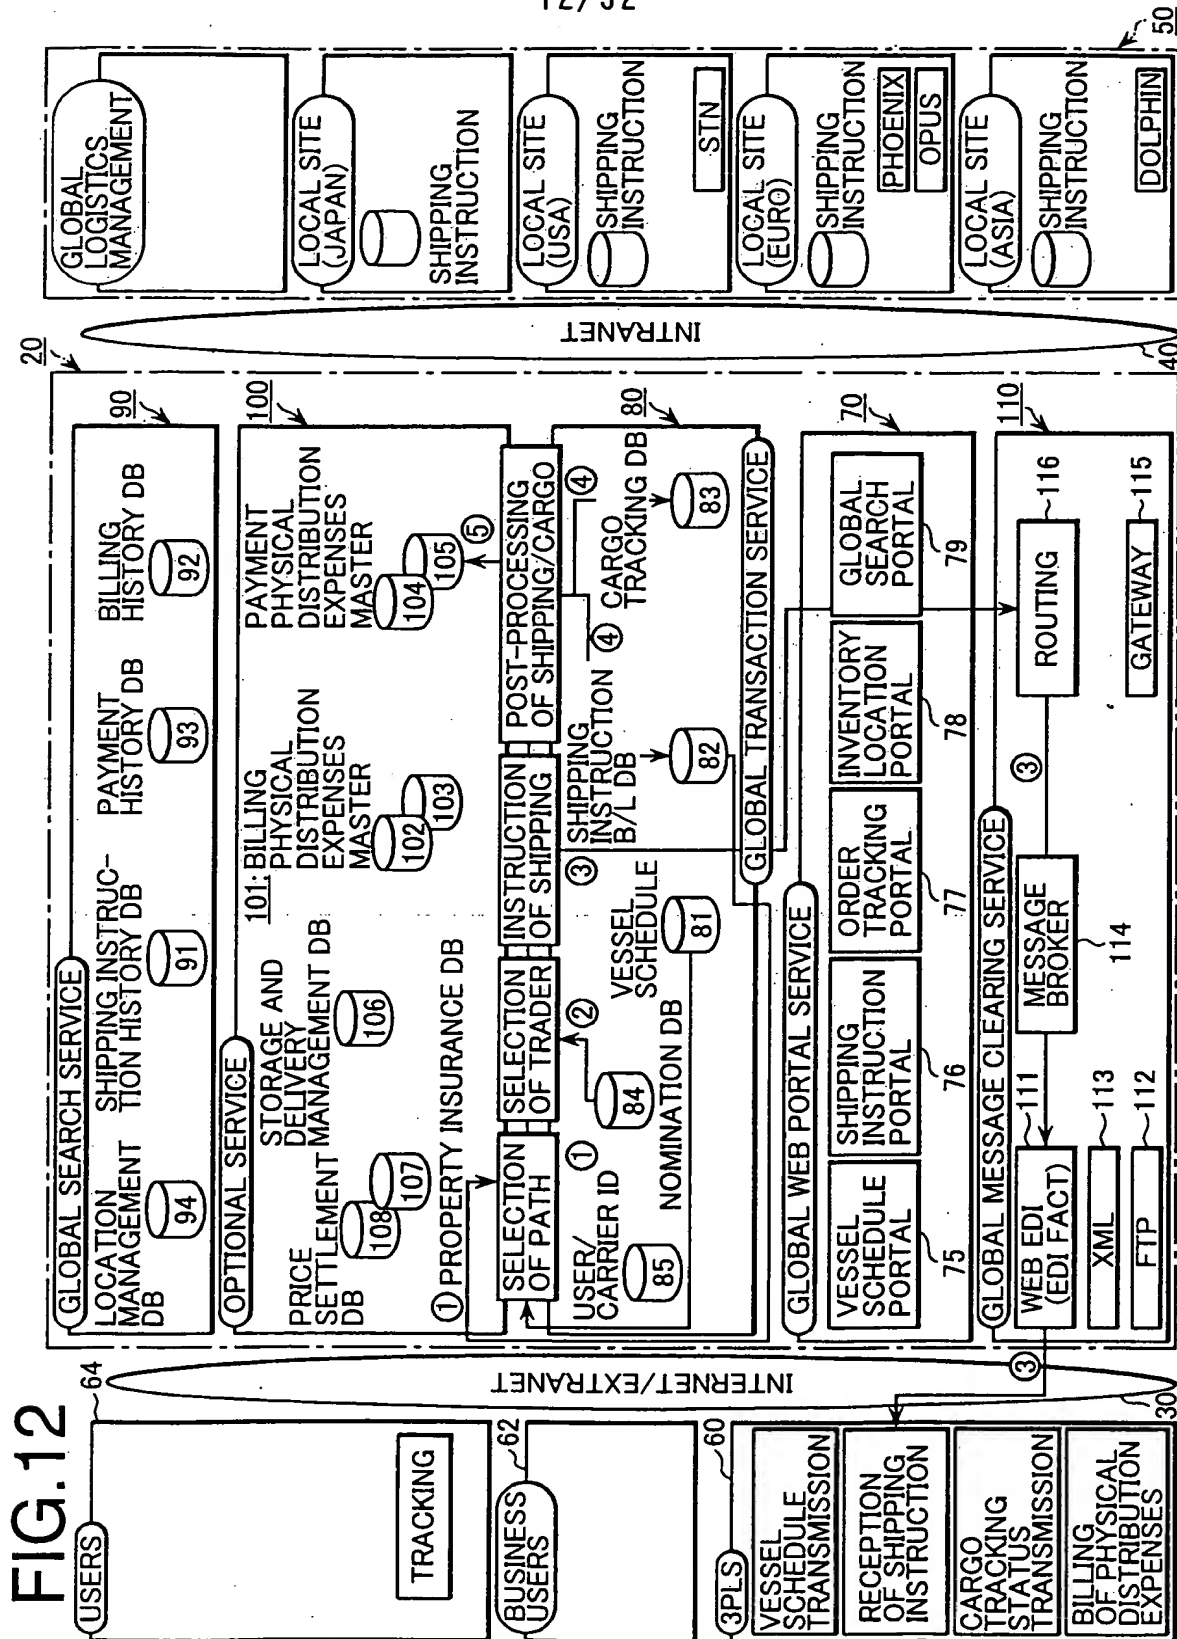 FIG.12
USERS
64
TRACKING
BUSINESS
USERS
62
3PLS
60
VESSEL
SCHEDULE
TRANSMISSION
RECEPTION
OF SHIPPING
INSTRUCTION
CARGO
TRACKING
STATUS
TRANSMISSION
BILLING
OF PHYSICAL
DISTRIBUTION
EXPENSES
INTERNET/EXTRANET
30
③
20
GLOBAL SEARCH SERVICE
90
LOCATION
MANAGEMENT
DB
94
SHIPPING INSTRUC-
TION HISTORY DB
91
PAYMENT
HISTORY DB
93
BILLING
HISTORY DB
92
OPTIONAL SERVICE
100
PRICE
SETTLEMENT
DB
108
107
STORAGE AND
DELIVERY
MANAGEMENT DB
106
101: BILLING
PHYSICAL
DISTRIBUTION
EXPENSES
MASTER
102
103
PAYMENT
PHYSICAL
DISTRIBUTION
EXPENSES
MASTER
104
105
⑤
① PROPERTY INSURANCE DB
SELECTION
OF PATH
SELECTION
OF TRADER
INSTRUCTION
OF SHIPPING
POST-PROCESSING
OF SHIPPING/CARGO
80
USER/
CARRIER ID
①
85
②
84
NOMINATION DB
VESSEL
SCHEDULE
81
③
SHIPPING
INSTRUCTION
B/L DB
82
④
④
CARGO
TRACKING DB
83
GLOBAL TRANSACTION SERVICE
GLOBAL WEB PORTAL SERVICE
70
VESSEL
SCHEDULE
PORTAL
75
SHIPPING
INSTRUCTION
PORTAL
76
ORDER
TRACKING
PORTAL
77
INVENTORY
LOCATION
PORTAL
78
GLOBAL
SEARCH
PORTAL
79
GLOBAL MESSAGE CLEARING SERVICE
110
WEB EDI
(EDI FACT)
111
XML
113
FTP
112
MESSAGE
BROKER
114
③
ROUTING
116
GATEWAY
115
INTRANET
40
50
GLOBAL
LOGISTICS
MANAGEMENT
LOCAL SITE
(JAPAN)
SHIPPING
INSTRUCTION
LOCAL SITE
(USA)
SHIPPING
INSTRUCTION
STN
LOCAL SITE
(EURO)
SHIPPING
INSTRUCTION
PHOENIX
OPUS
LOCAL SITE
(ASIA)
SHIPPING
INSTRUCTION
DOLPHIN